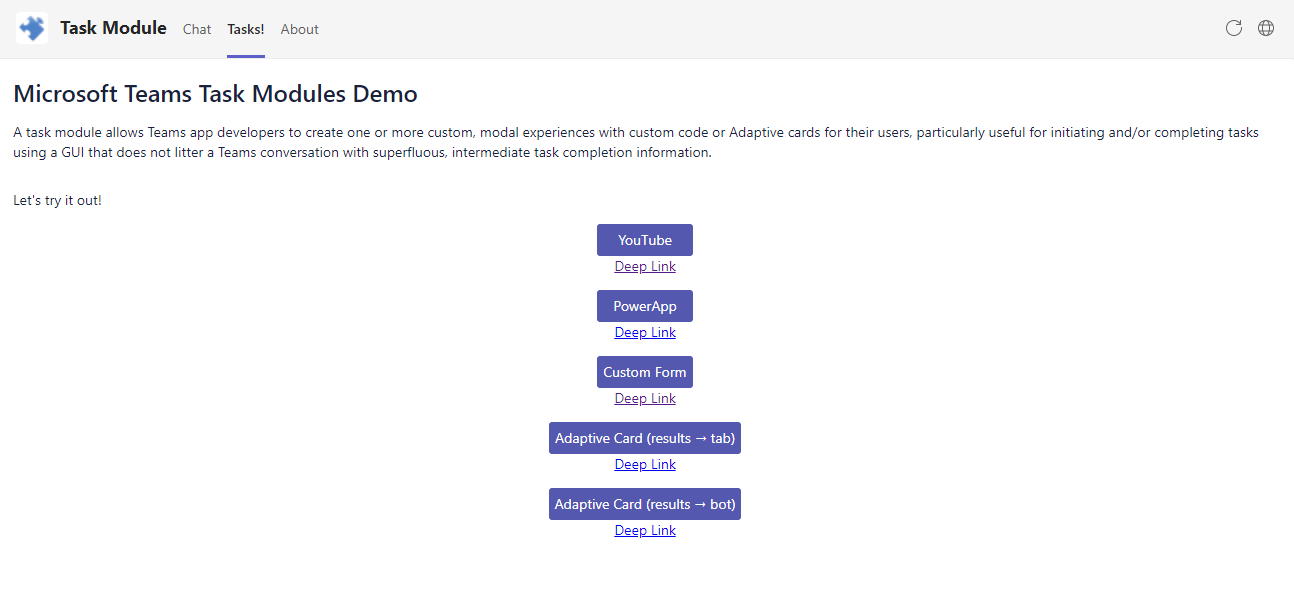 Task Module Chat Tasks! About
Microsoft Teams Task Modules Demo
A task module allows Teams app developers to create one or more custom, modal experiences with custom code or Adaptive cards for their users, particularly useful for initiating and/or completing tasks
using a GUI that does not litter a Teams conversation with superfluous, intermediate task completion information.
Let's try it out!
YouTube
Deep Link
PowerApp
Deep Link
Custom Form
Deep Link
Adaptive Card (results → tab)
Deep Link
Adaptive Card (results → bot)
Deep Link